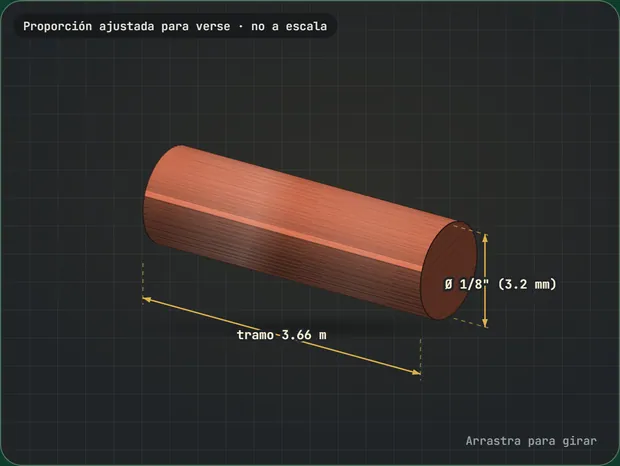 Proporción ajustada para verse · no a escala
Ø 1/8" (3.2 mm)
tramo 3.66 m
Arrastra para girar